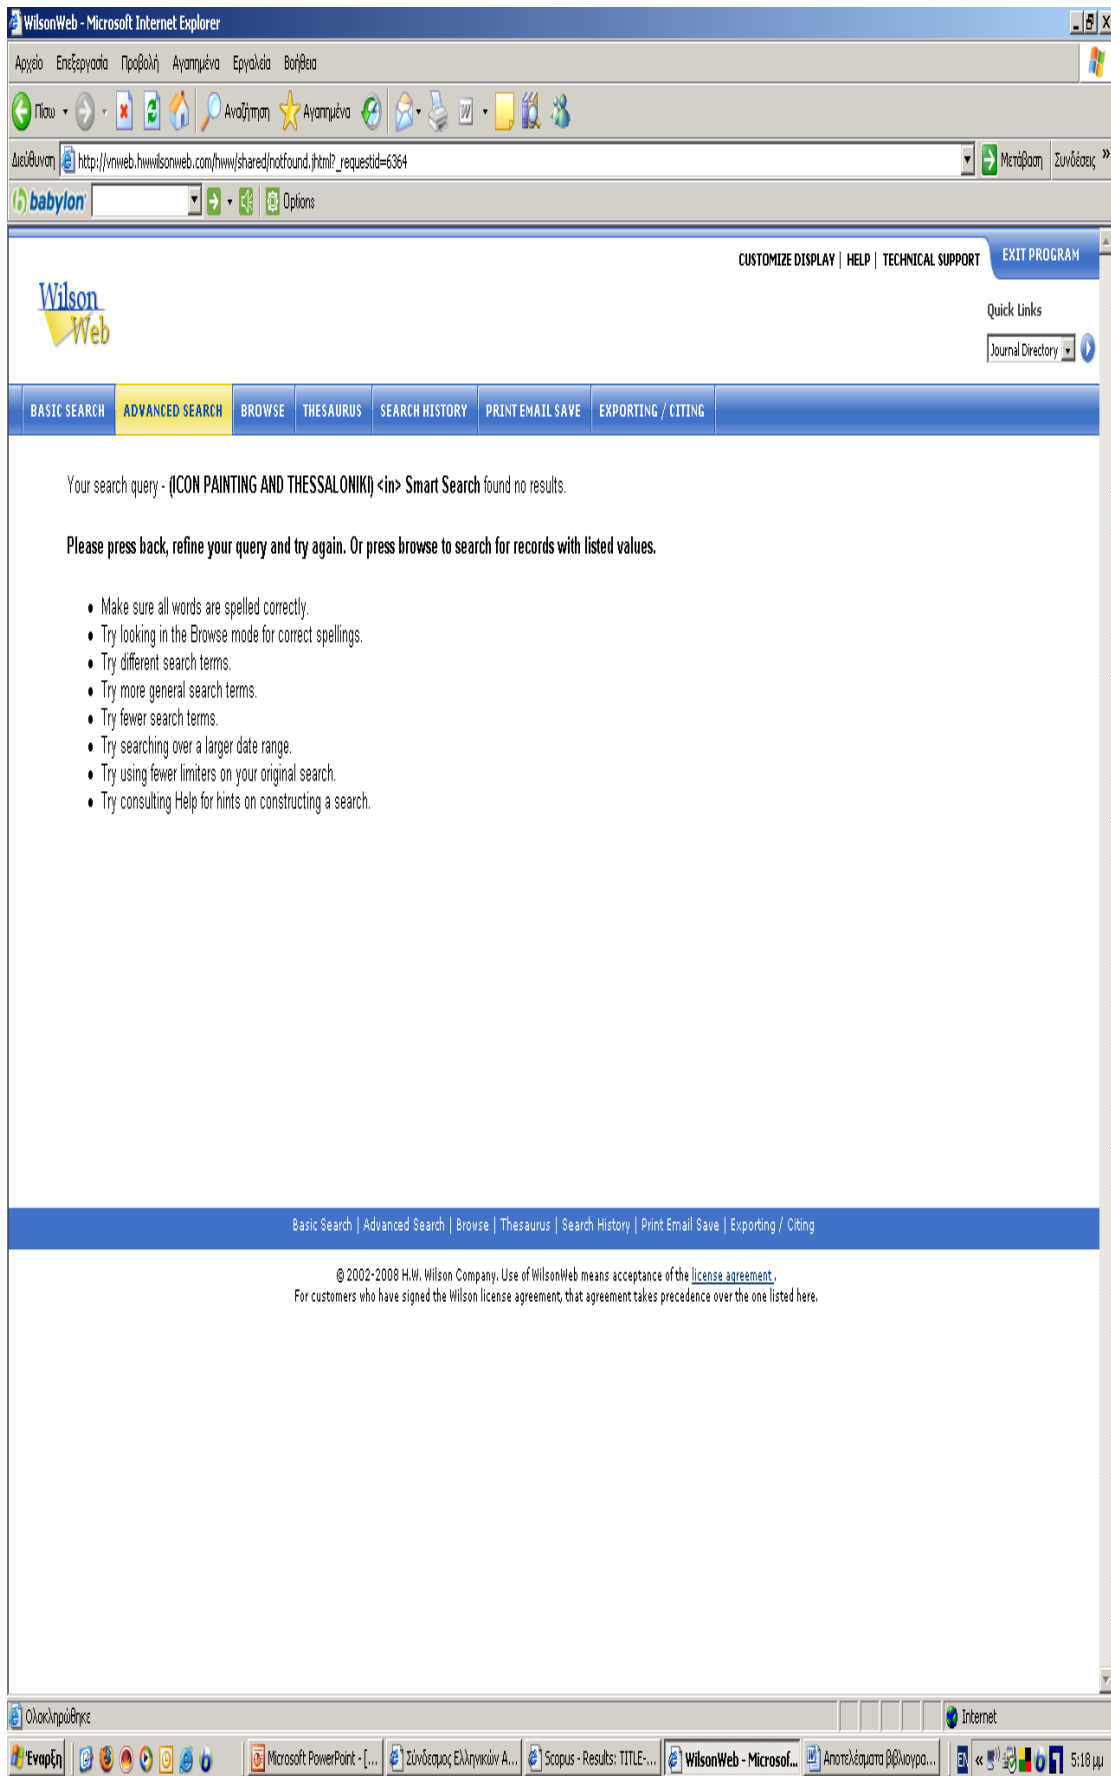 WilsonWeb - Microsoft Internet Explorer
Αρχείο Επεξεργασία Προβολή Αγαπημένα Εργαλεία Βοήθεια
Πίσω Αναζήτηση Αγαπημένα
Διεύθυνση http://vnweb.hwwilsonweb.com/hww/shared/notfound.jhtml?_requestid=6364 Μετάβαση Συνδέσεις »
babylon Options
CUSTOMIZE DISPLAY | HELP | TECHNICAL SUPPORT EXIT PROGRAM
Wilson
Web
Quick Links
Journal Directory
BASIC SEARCH ADVANCED SEARCH BROWSE THESAURUS SEARCH HISTORY PRINT EMAIL SAVE EXPORTING / CITING
Your search query - (ICON PAINTING AND THESSALONIKI) <in> Smart Search found no results.
Please press back, refine your query and try again. Or press browse to search for records with listed values.
• Make sure all words are spelled correctly.
• Try looking in the Browse mode for correct spellings.
• Try different search terms.
• Try more general search terms.
• Try fewer search terms.
• Try searching over a larger date range.
• Try using fewer limiters on your original search.
• Try consulting Help for hints on constructing a search.
Basic Search | Advanced Search | Browse | Thesaurus | Search History | Print Email Save | Exporting / Citing
© 2002-2008 H.W. Wilson Company. Use of WilsonWeb means acceptance of the license agreement .
For customers who have signed the Wilson license agreement, that agreement takes precedence over the one listed here.
Ολοκληρώθηκε Internet
Έναρξη Microsoft PowerPoint - [... Σύνδεσμος Ελληνικών Α... Scopus - Results: TITLE-... WilsonWeb - Microsof... Αποτελέσματα βιβλιογρα... EN « 5:18 μμ